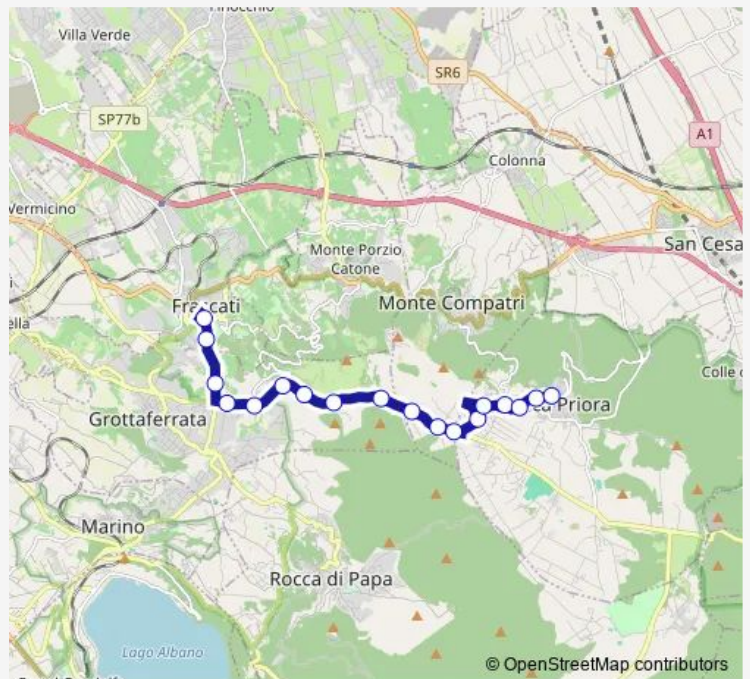 Villa Verde
SR6
SP77b
A1
Colonna
Vermicino
Monte Porzio
Catone
San Cesa
Frascati
Monte Compatri
Colle
Grottaferrata
Priora
Marino
Rocca di Papa
Lago Albano
© OpenStreetMap contributors